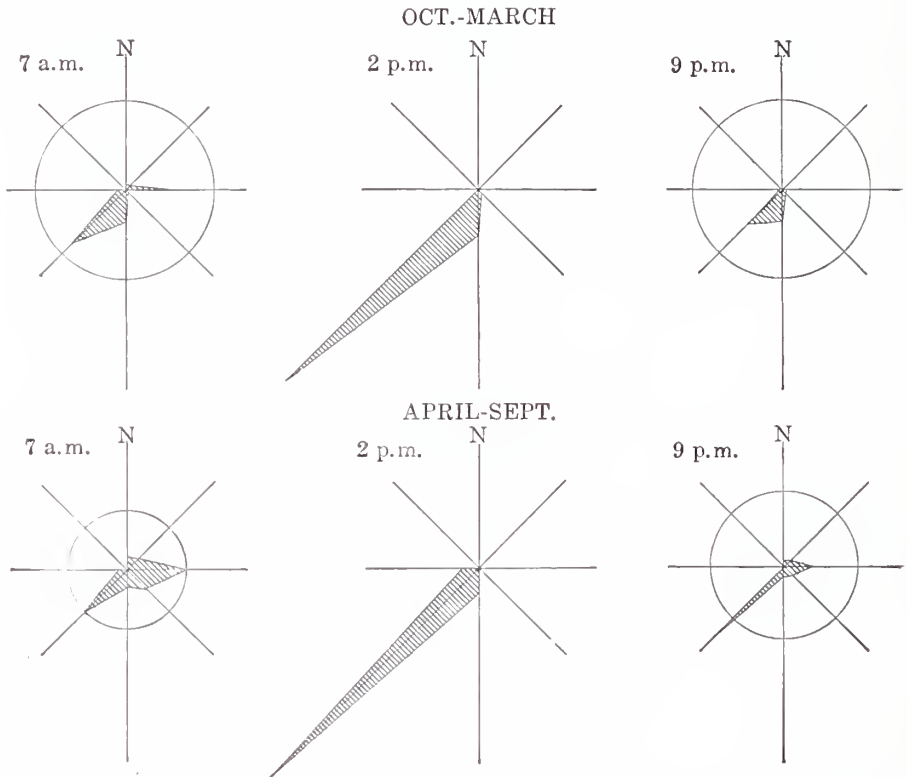 OCT.-MARCH
7 a.m. N
2 p.m. N
9 p.m. N
APRIL-SEPT.
7 a.m. N
2 p.m. N
9 p.m. N